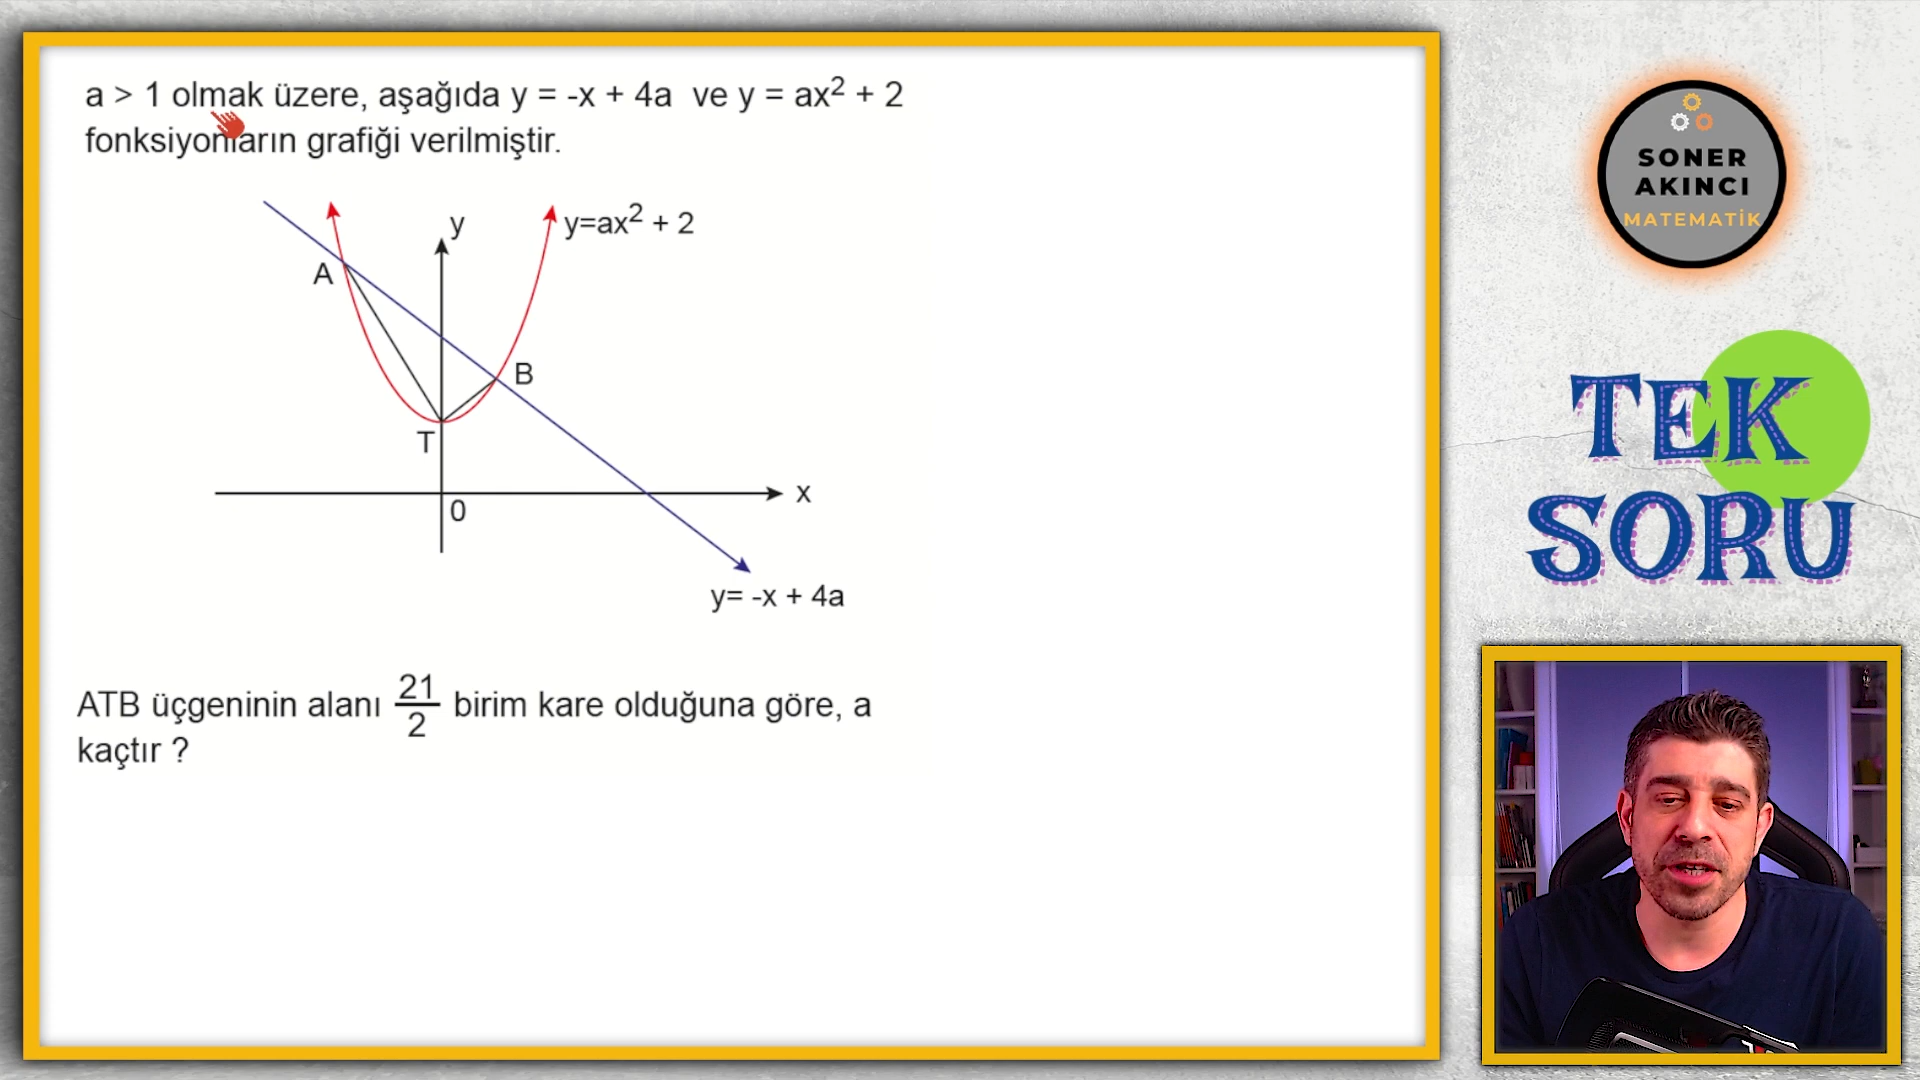 a > 1 olmak üzere, aşağıda y = -x + 4a ve y = ax² + 2
fonksiyonların grafiği verilmiştir.
y
y=ax² + 2
A
B
T
x
0
y= -x + 4a
ATB üçgeninin alanı 21/2 birim kare olduğuna göre, a
kaçtır ?
SONER
AKINCI
MATEMATİK
TEK
SORU